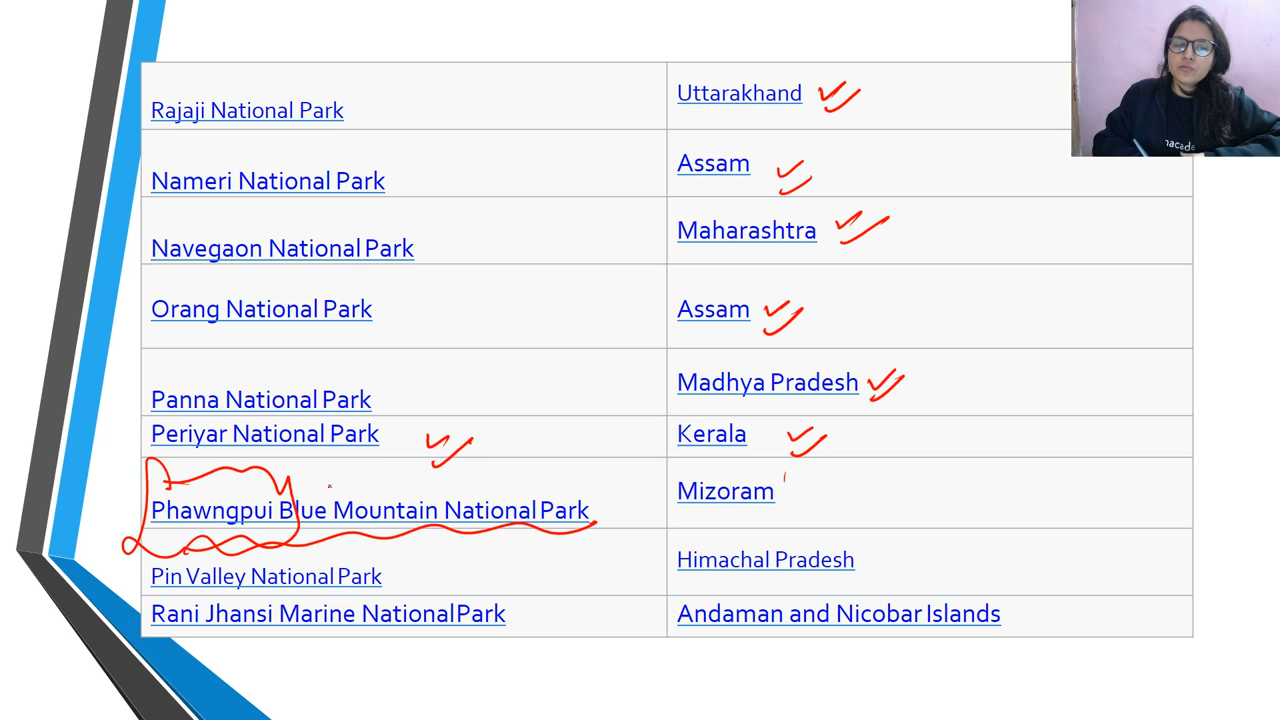 Rajaji National Park
Uttarakhand
Nameri National Park
Assam
Navegaon National Park
Maharashtra
Orang National Park
Assam
Panna National Park
Madhya Pradesh
Periyar National Park
Kerala
Phawngpui Blue Mountain National Park
Mizoram
Pin Valley National Park
Himachal Pradesh
Rani Jhansi Marine National Park
Andaman and Nicobar Islands